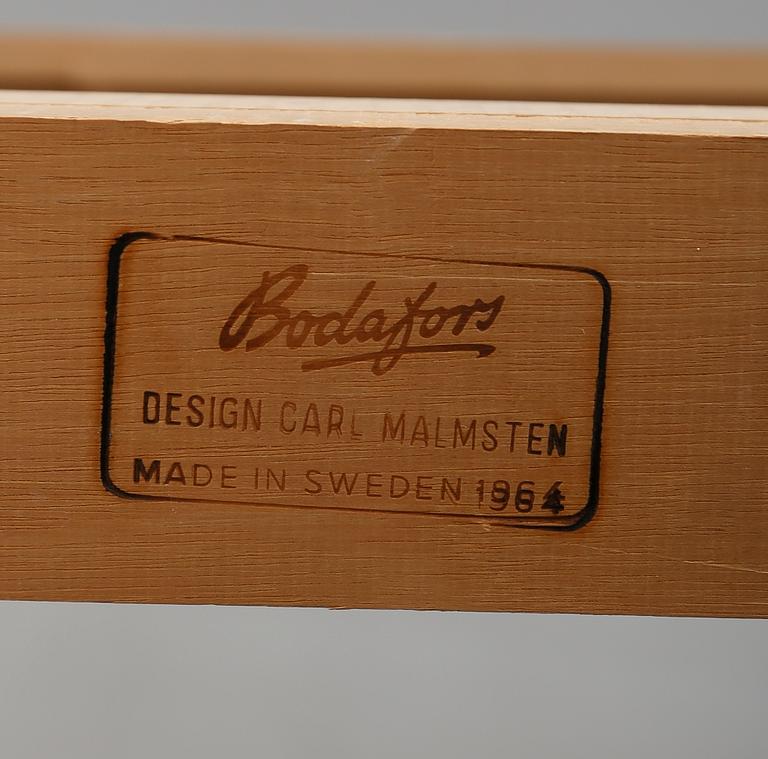 Bodafors
DESIGN CARL MALMSTEN
MADE IN SWEDEN 1964